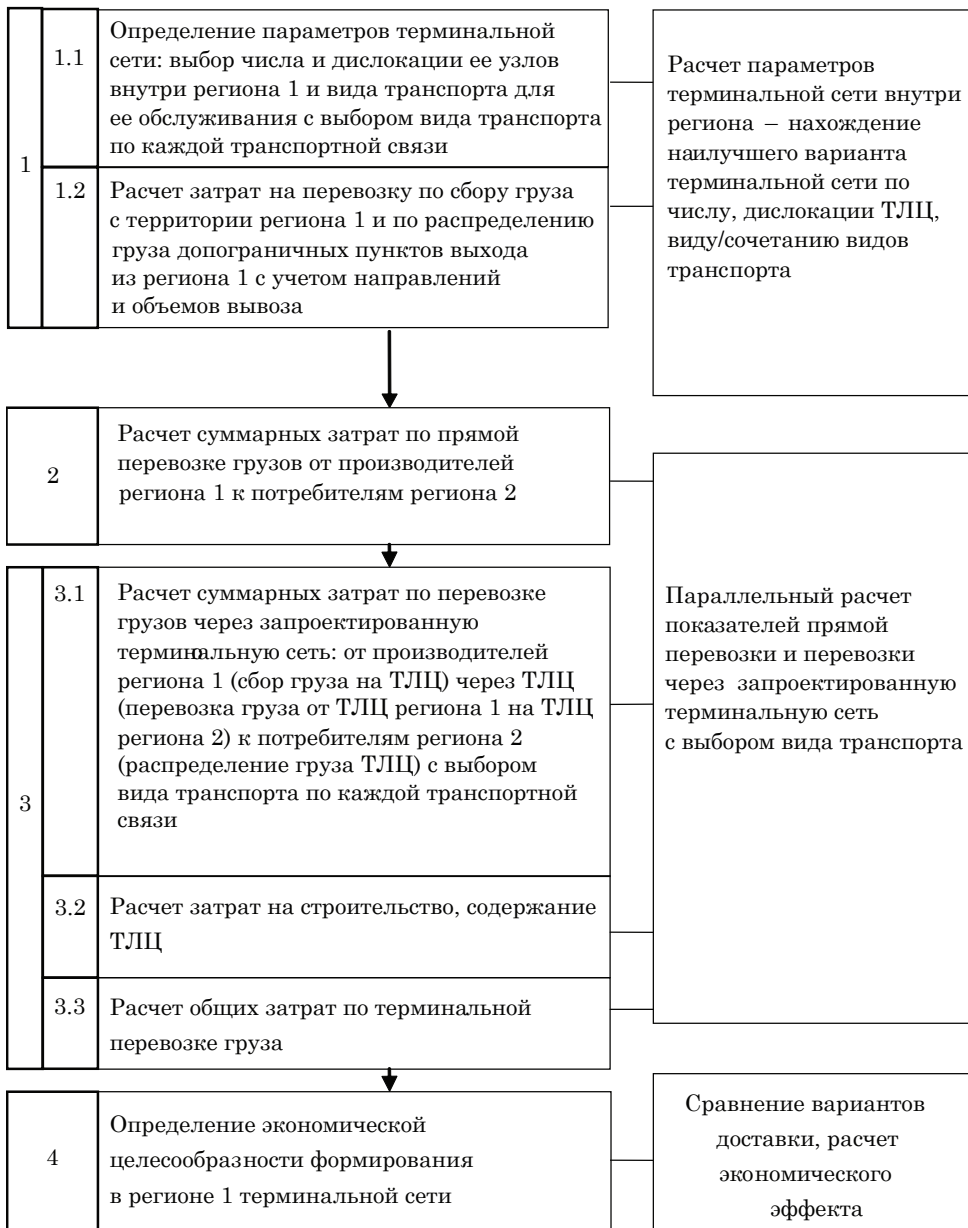 1
1.1
Определение параметров терминальной
сети: выбор числа и дислокации ее узлов
внутри региона 1 и вида транспорта для
ее обслуживания с выбором вида транспорта
по каждой транспортной связи
1.2
Расчет затрат на перевозку по сбору груза
с территории региона 1 и по распределению
груза допограничных пунктов выхода
из региона 1 с учетом направлений
и объемов вывоза
Расчет параметров
терминальной сети внутри
региона – нахождение
наилучшего варианта
терминальной сети по
числу, дислокации ТЛЦ,
виду/сочетанию видов
транспорта
2
Расчет суммарных затрат по прямой
перевозке грузов от производителей
региона 1 к потребителям региона 2
3
3.1
Расчет суммарных затрат по перевозке
грузов через запроектированную
терминальную сеть: от производителей
региона 1 (сбор груза на ТЛЦ) через ТЛЦ
(перевозка груза от ТЛЦ региона 1 на ТЛЦ
региона 2) к потребителям региона 2
(распределение груза ТЛЦ) с выбором
вида транспорта по каждой транспортной
связи
3.2
Расчет затрат на строительство, содержание
ТЛЦ
3.3
Расчет общих затрат по терминальной
перевозке груза
Параллельный расчет
показателей прямой
перевозки и перевозки
через запроектированную
терминальную сеть
с выбором вида транспорта
4
Определение экономической
целесообразности формирования
в регионе 1 терминальной сети
Сравнение вариантов
доставки, расчет
экономического
эффекта